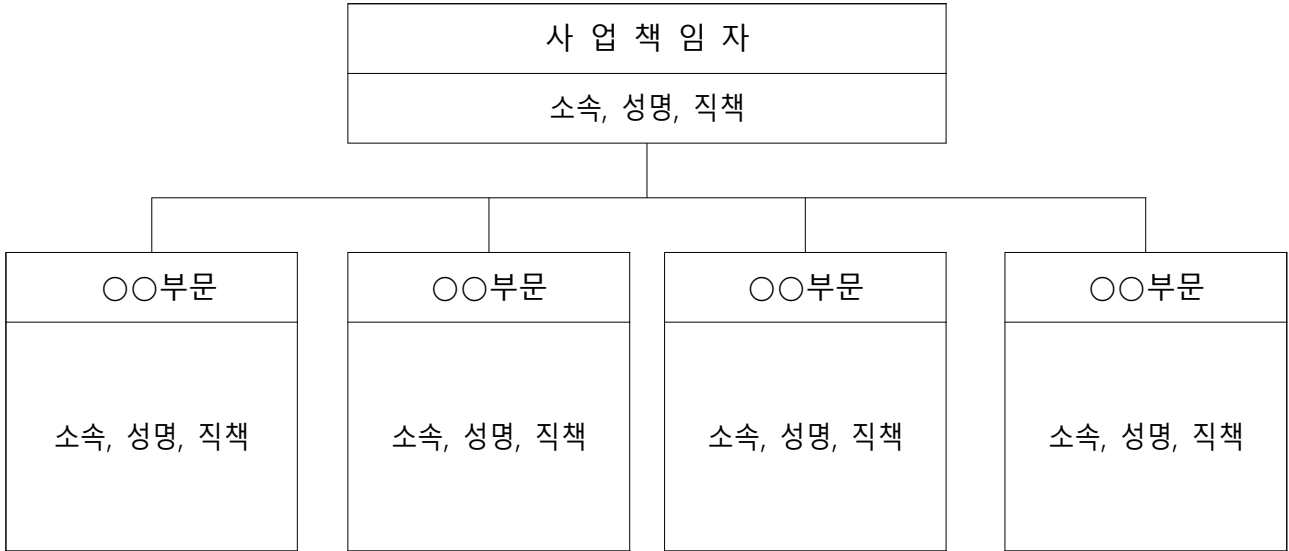 사 업 책 임 자
소속, 성명, 직책
○○부문
○○부문
○○부문
○○부문
소속, 성명, 직책
소속, 성명, 직책
소속, 성명, 직책
소속, 성명, 직책